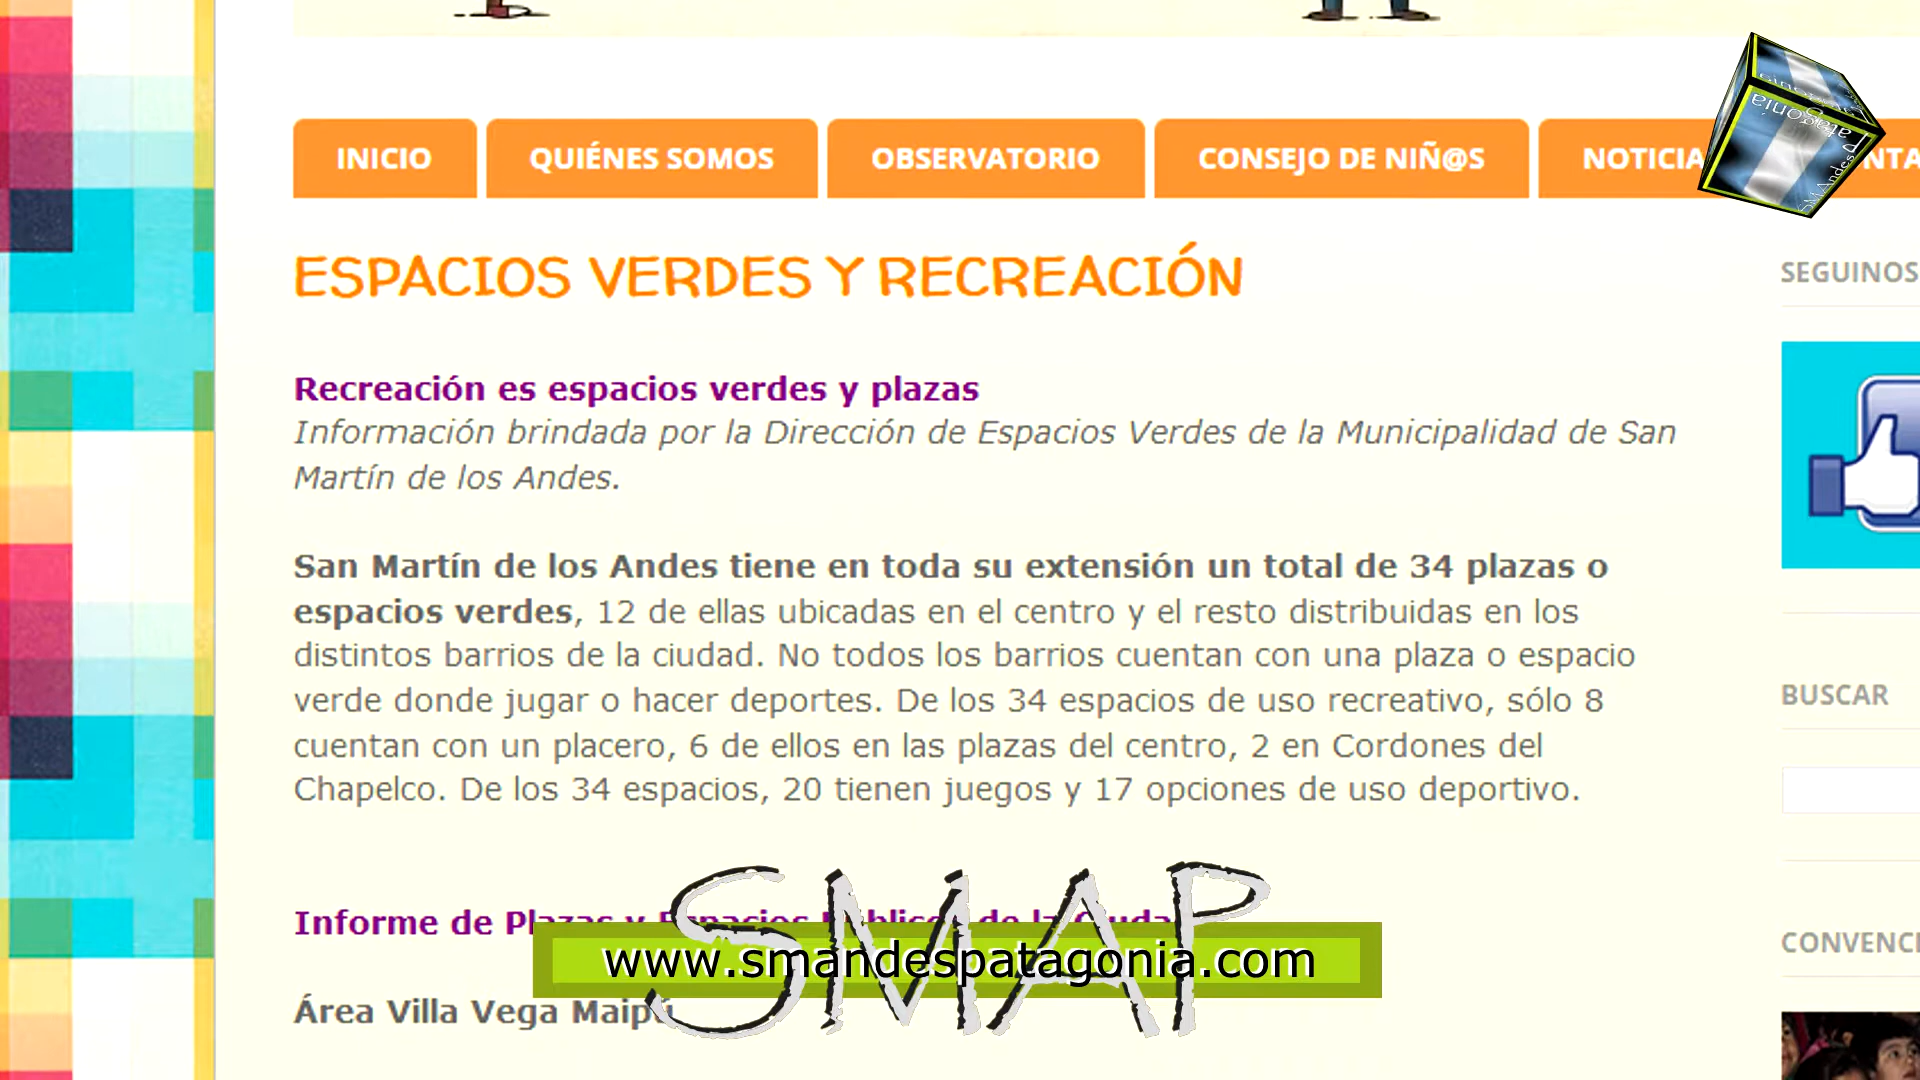 INICIO
QUIÉNES SOMOS
OBSERVATORIO
CONSEJO DE NIÑ@S
ESPACIOS VERDES Y RECREACIÓN
SEGUINOS
Recreación es espacios verdes y plazas
Información brindada por la Dirección de Espacios Verdes de la Municipalidad de San
Martín de los Andes.
San Martín de los Andes tiene en toda su extensión un total de 34 plazas o
espacios verdes, 12 de ellas ubicadas en el centro y el resto distribuidas en los
distintos barrios de la ciudad. No todos los barrios cuentan con una plaza o espacio
verde donde jugar o hacer deportes. De los 34 espacios de uso recreativo, sólo 8
cuentan con un placero, 6 de ellos en las plazas del centro, 2 en Cordones del
Chapelco. De los 34 espacios, 20 tienen juegos y 17 opciones de uso deportivo.
BUSCAR
Informe de Plazas y Espacios Públicos de la
SMAP
www.smandespatagonia.com
Área Villa Vega Maipú